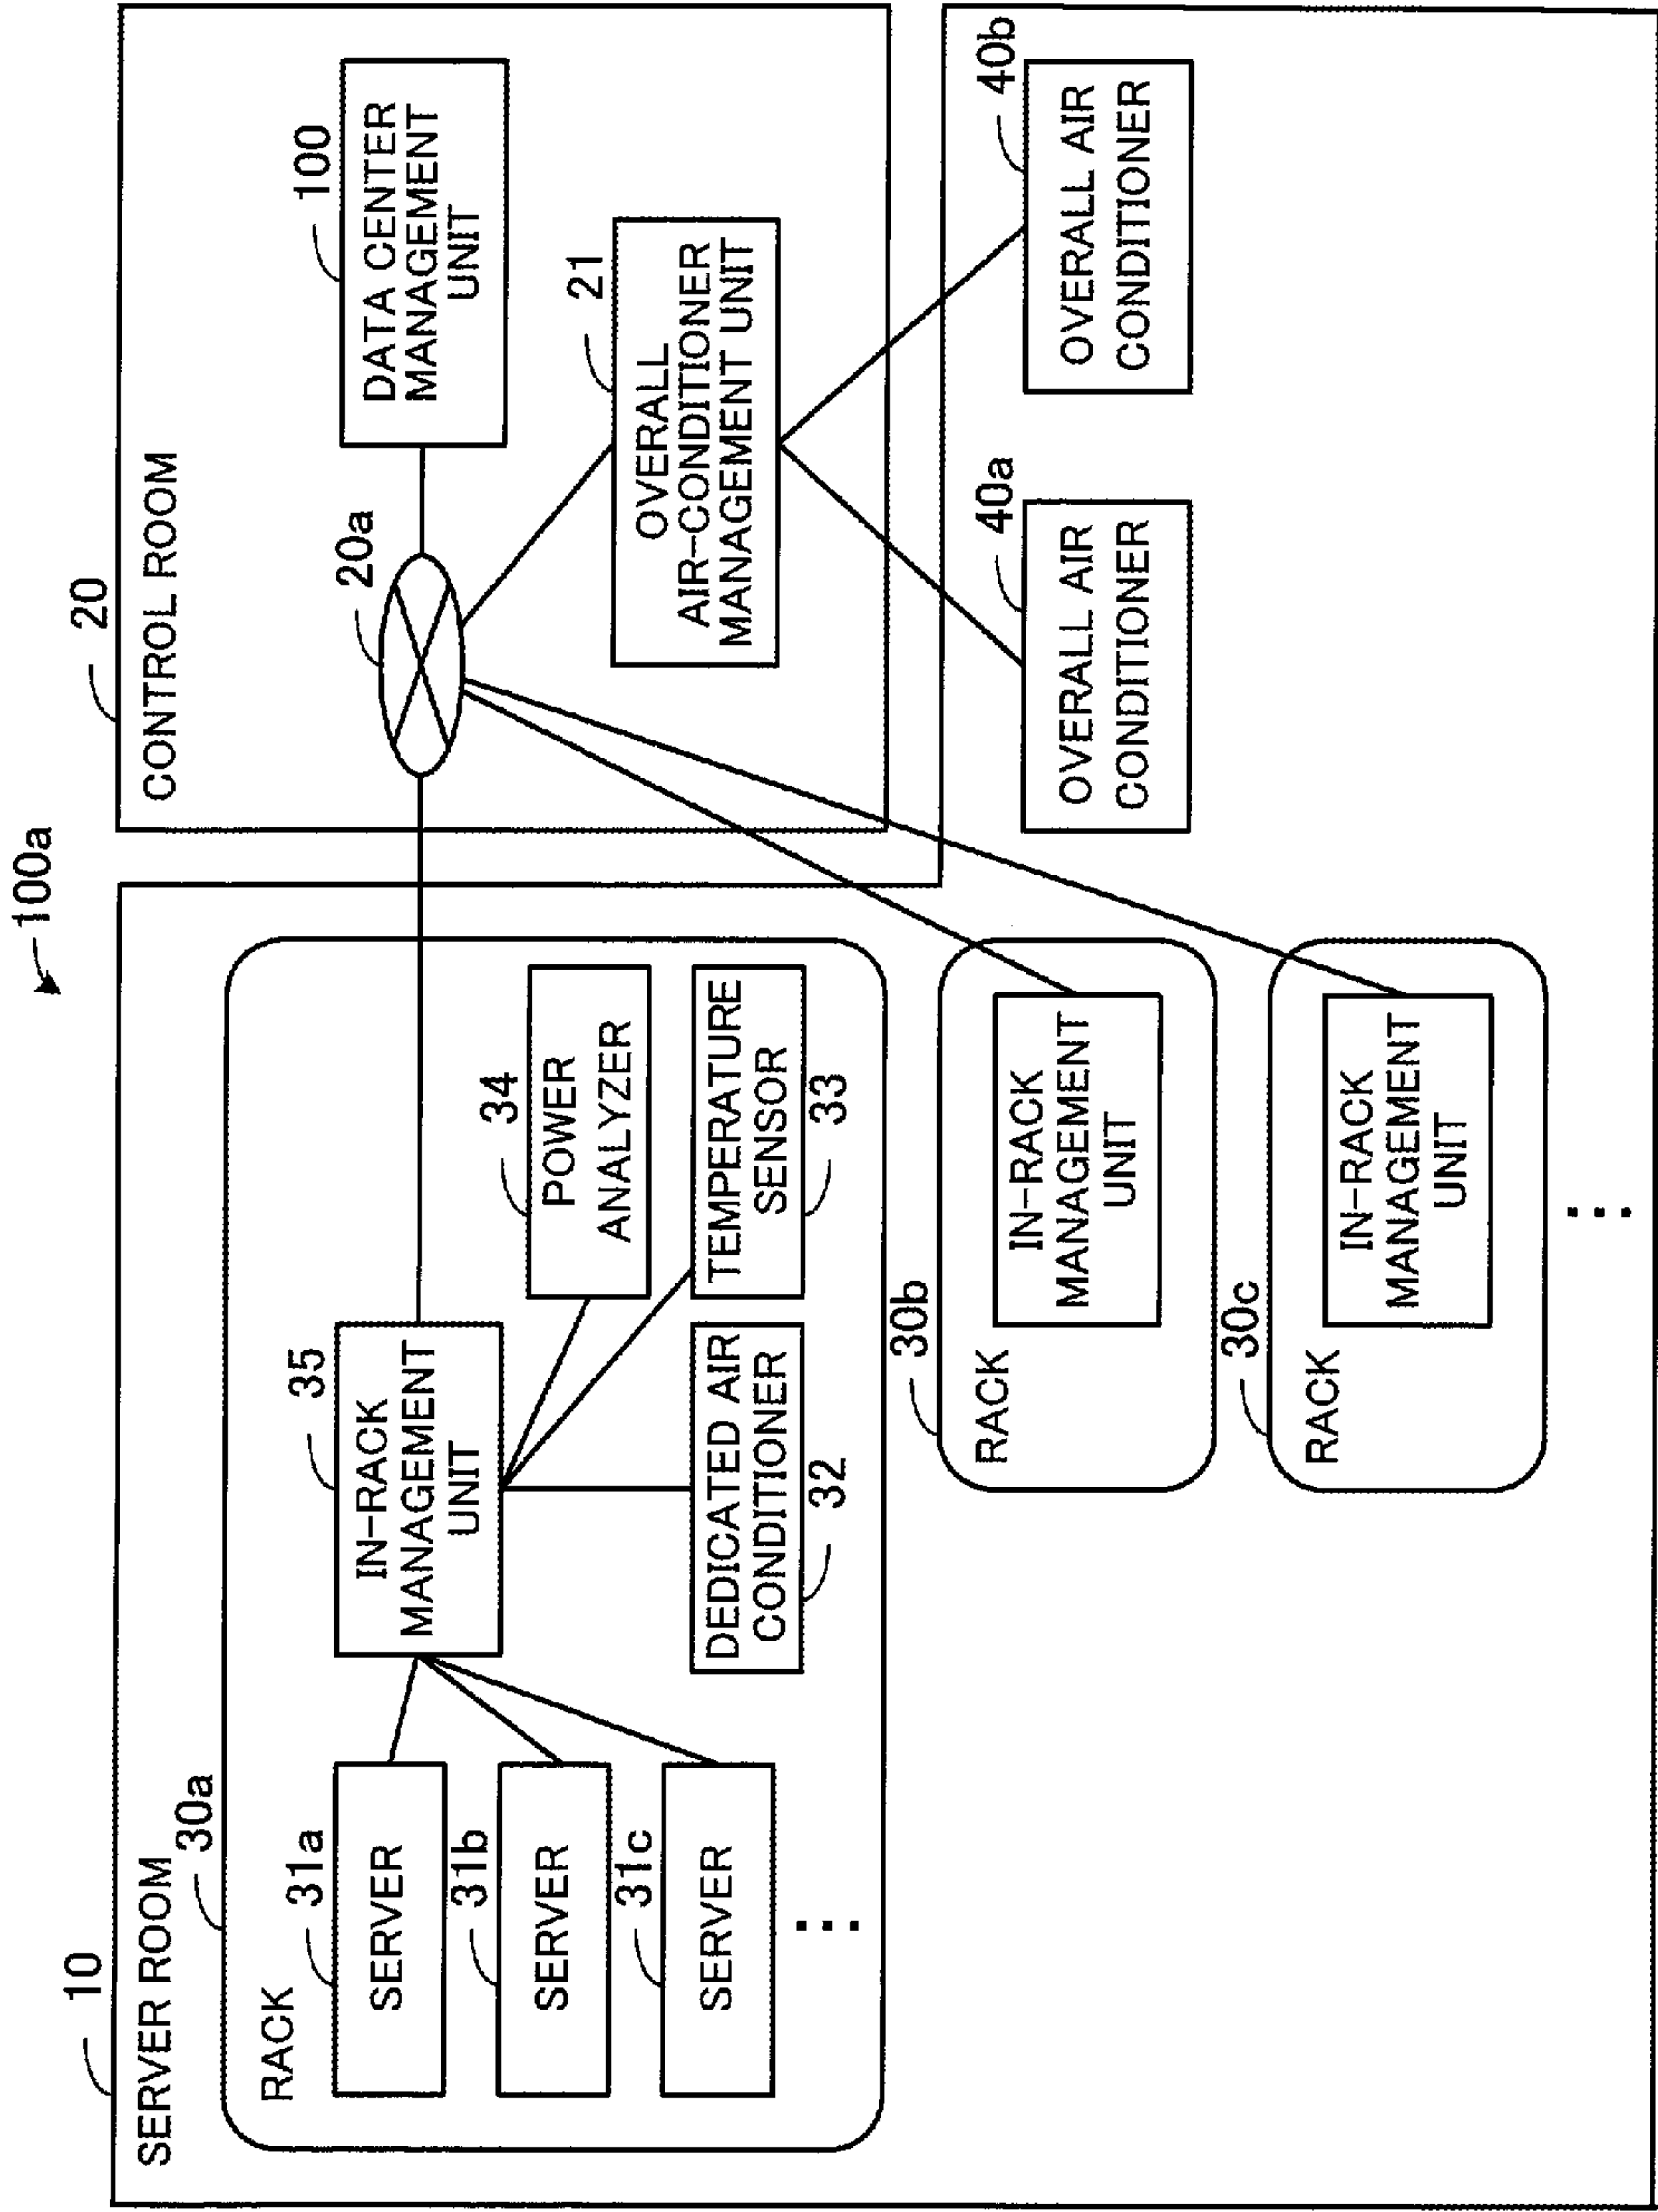 100a
10
SERVER ROOM
30a
RACK
31a
SERVER
31b
SERVER
31c
SERVER
⋮
35
IN-RACK
MANAGEMENT
UNIT
34
POWER
ANALYZER
TEMPERATURE
SENSOR
33
DEDICATED AIR
CONDITIONER
32
30b
RACK
IN-RACK
MANAGEMENT
UNIT
30c
RACK
IN-RACK
MANAGEMENT
UNIT
⋮
20
CONTROL ROOM
20a
100
DATA CENTER
MANAGEMENT
UNIT
21
OVERALL
AIR-CONDITIONER
MANAGEMENT UNIT
40a
OVERALL AIR
CONDITIONER
40b
OVERALL AIR
CONDITIONER